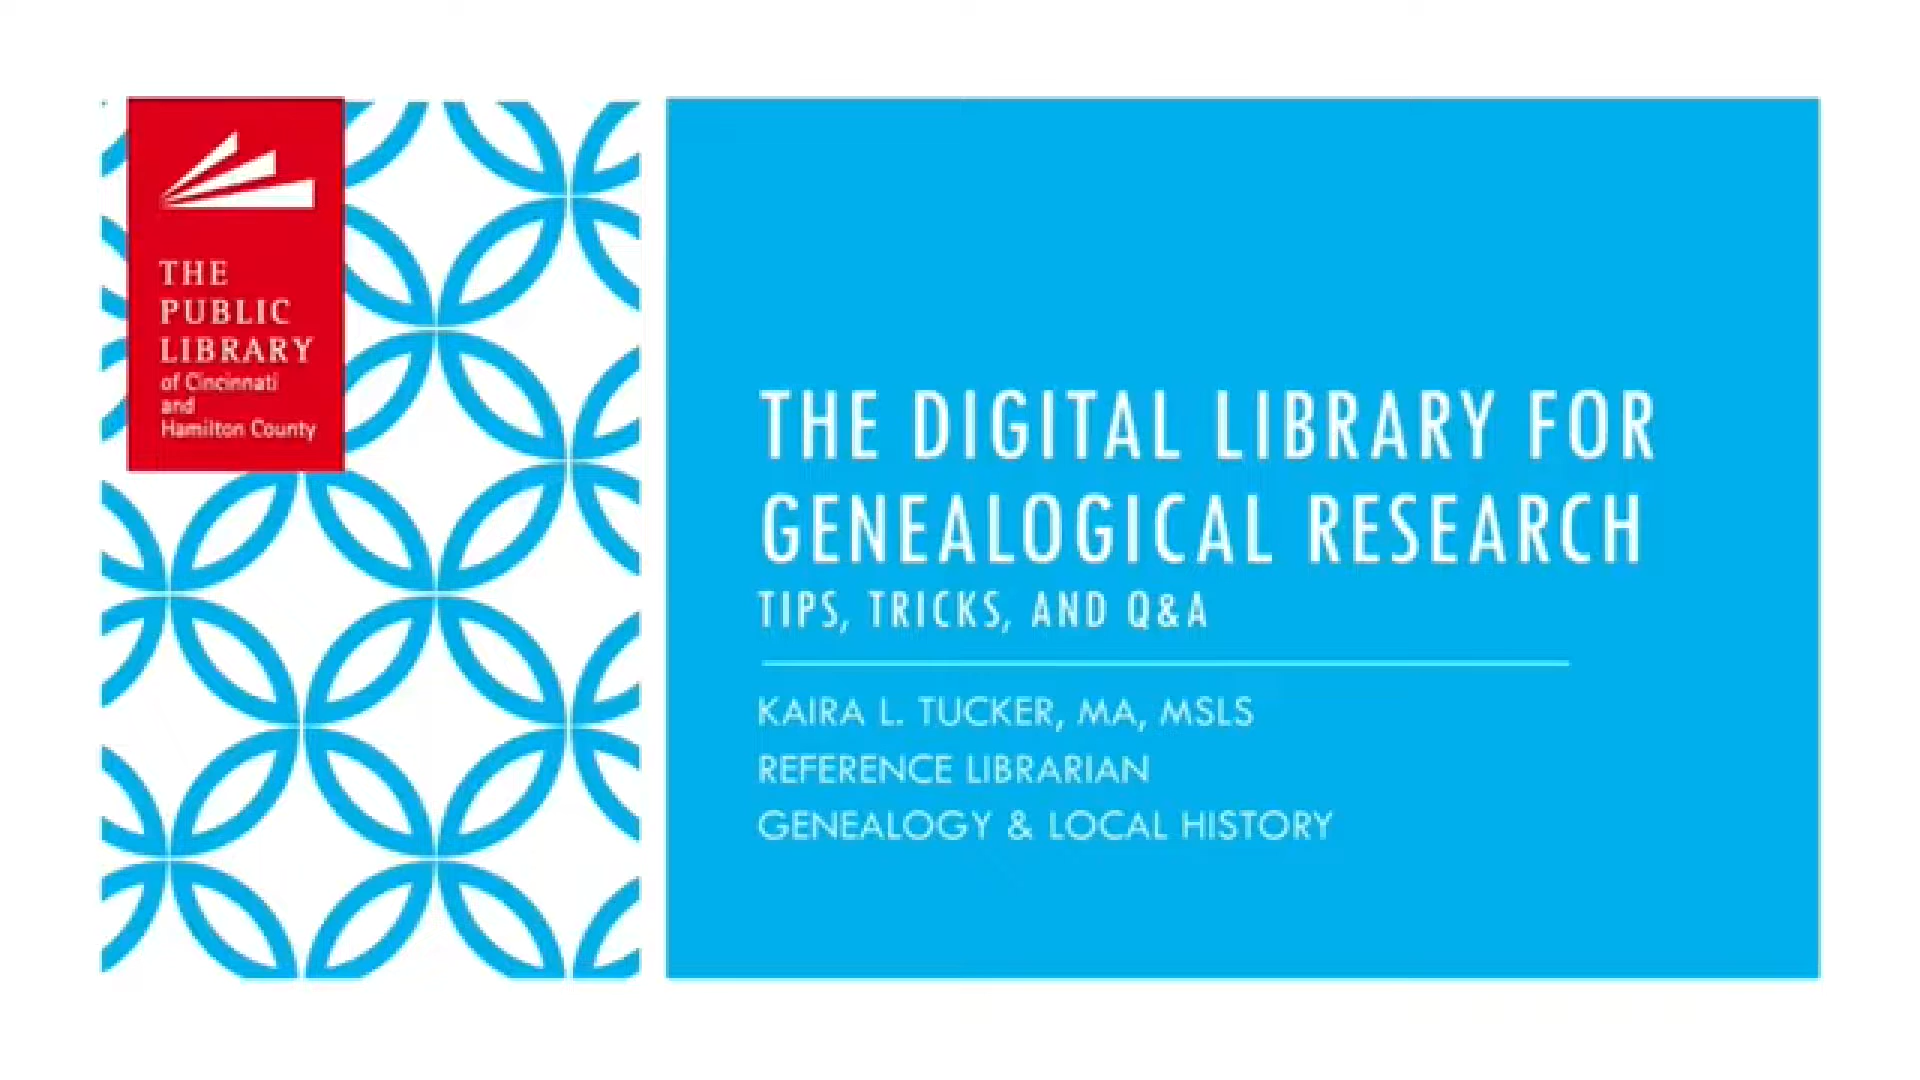 THE
PUBLIC
LIBRARY
of Cincinnati
and
Hamilton County
THE DIGITAL LIBRARY FOR
GENEALOGICAL RESEARCH
TIPS, TRICKS, AND Q&A
KAIRA L. TUCKER, MA, MSLS
REFERENCE LIBRARIAN
GENEALOGY & LOCAL HISTORY